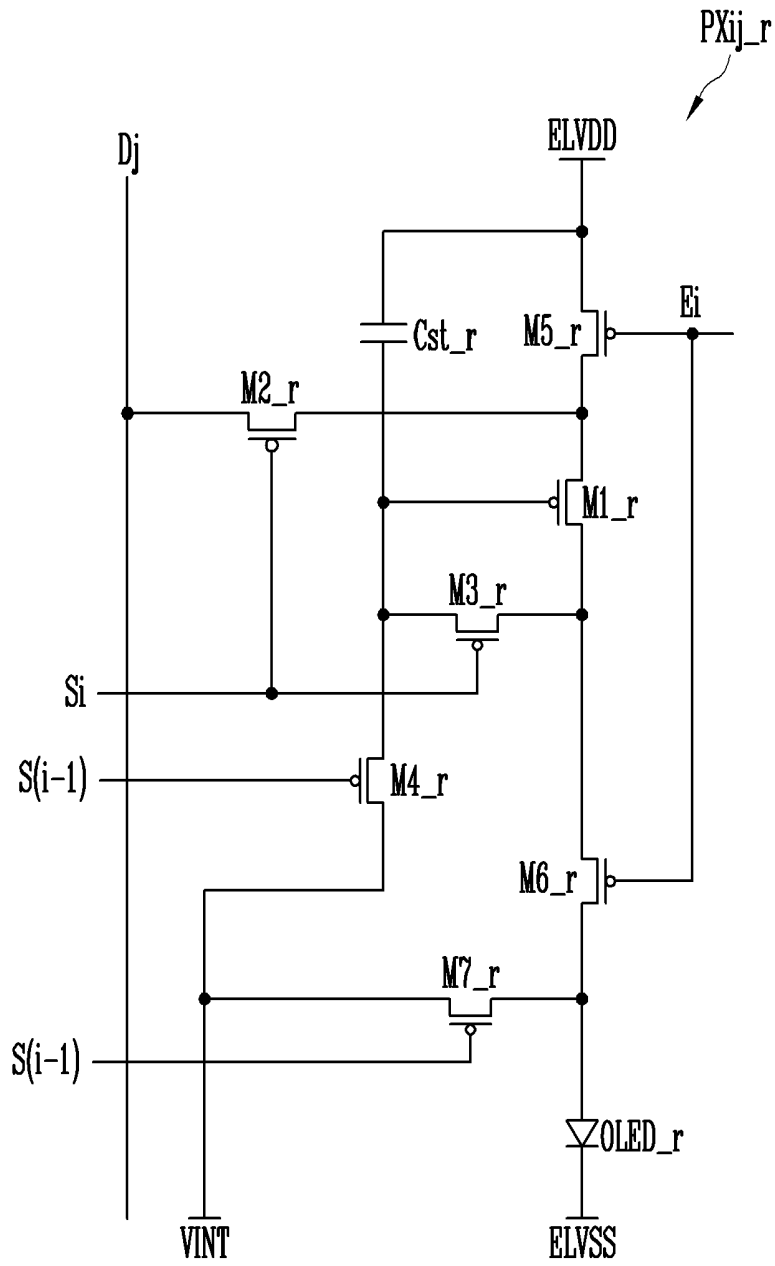 PXij_r
ELVDD
Dj
Ei
M5_r
Cst_r
M2_r
M1_r
M3_r
Si
S(i-1)
M4_r
M6_r
M7_r
S(i-1)
OLED_r
VINT
ELVSS